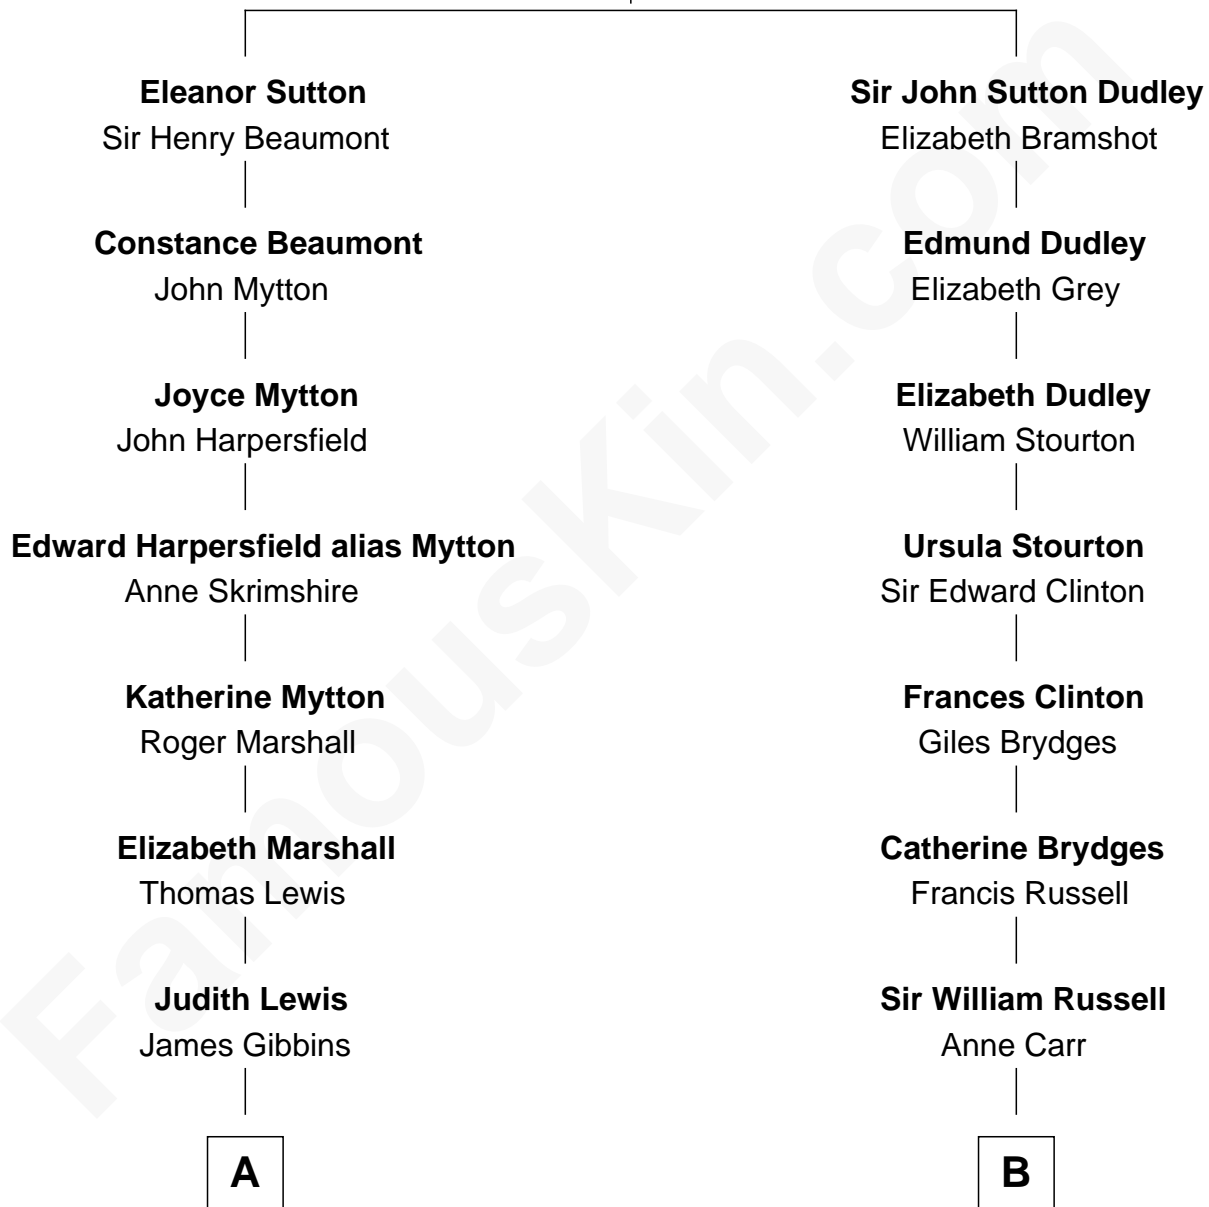 Eleanor Sutton
Sir Henry Beaumont
Constance Beaumont
John Mytton
Joyce Mytton
John Harpersfield
Edward Harpersfield alias Mytton
Anne Skrimshire
Katherine Mytton
Roger Marshall
Elizabeth Marshall
Thomas Lewis
Judith Lewis
James Gibbins
A
Sir John Sutton Dudley
Elizabeth Bramshot
Edmund Dudley
Elizabeth Grey
Elizabeth Dudley
William Stourton
Ursula Stourton
Sir Edward Clinton
Frances Clinton
Giles Brydges
Catherine Brydges
Francis Russell
Sir William Russell
Anne Carr
B
FamousKin.com